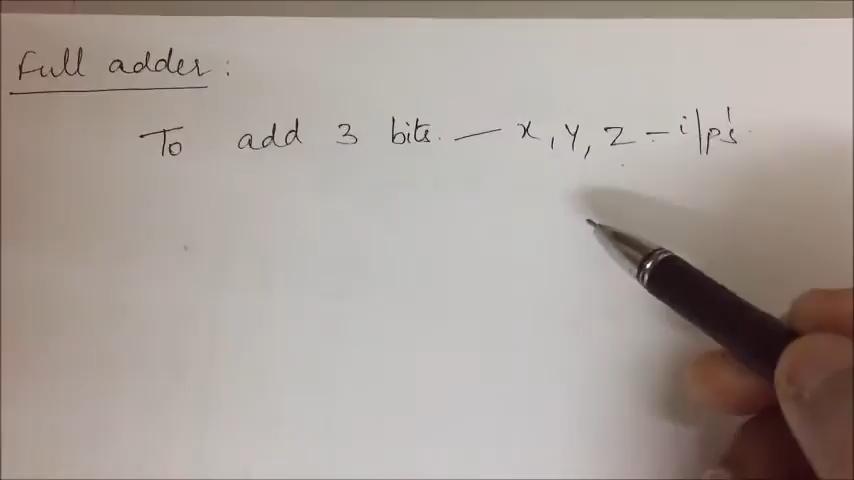 Full adder :
To add 3 bits. — x, y, z - i/p's